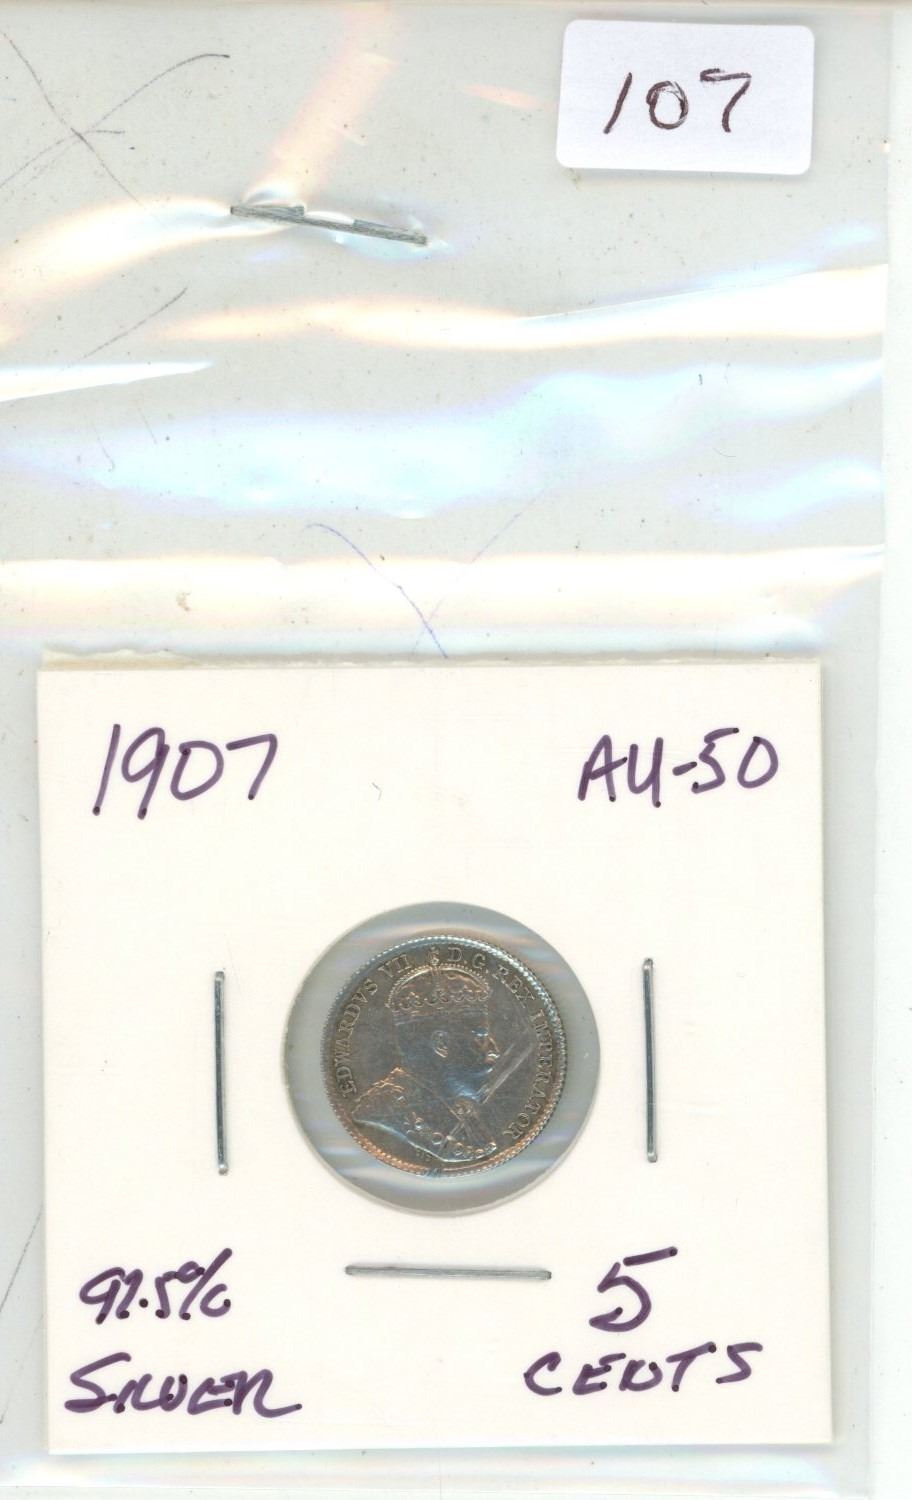 107
1907
AU-50
EDWARDVS VII D.G. REX IMPERATOR
92.5%
SILVER
5
CENTS